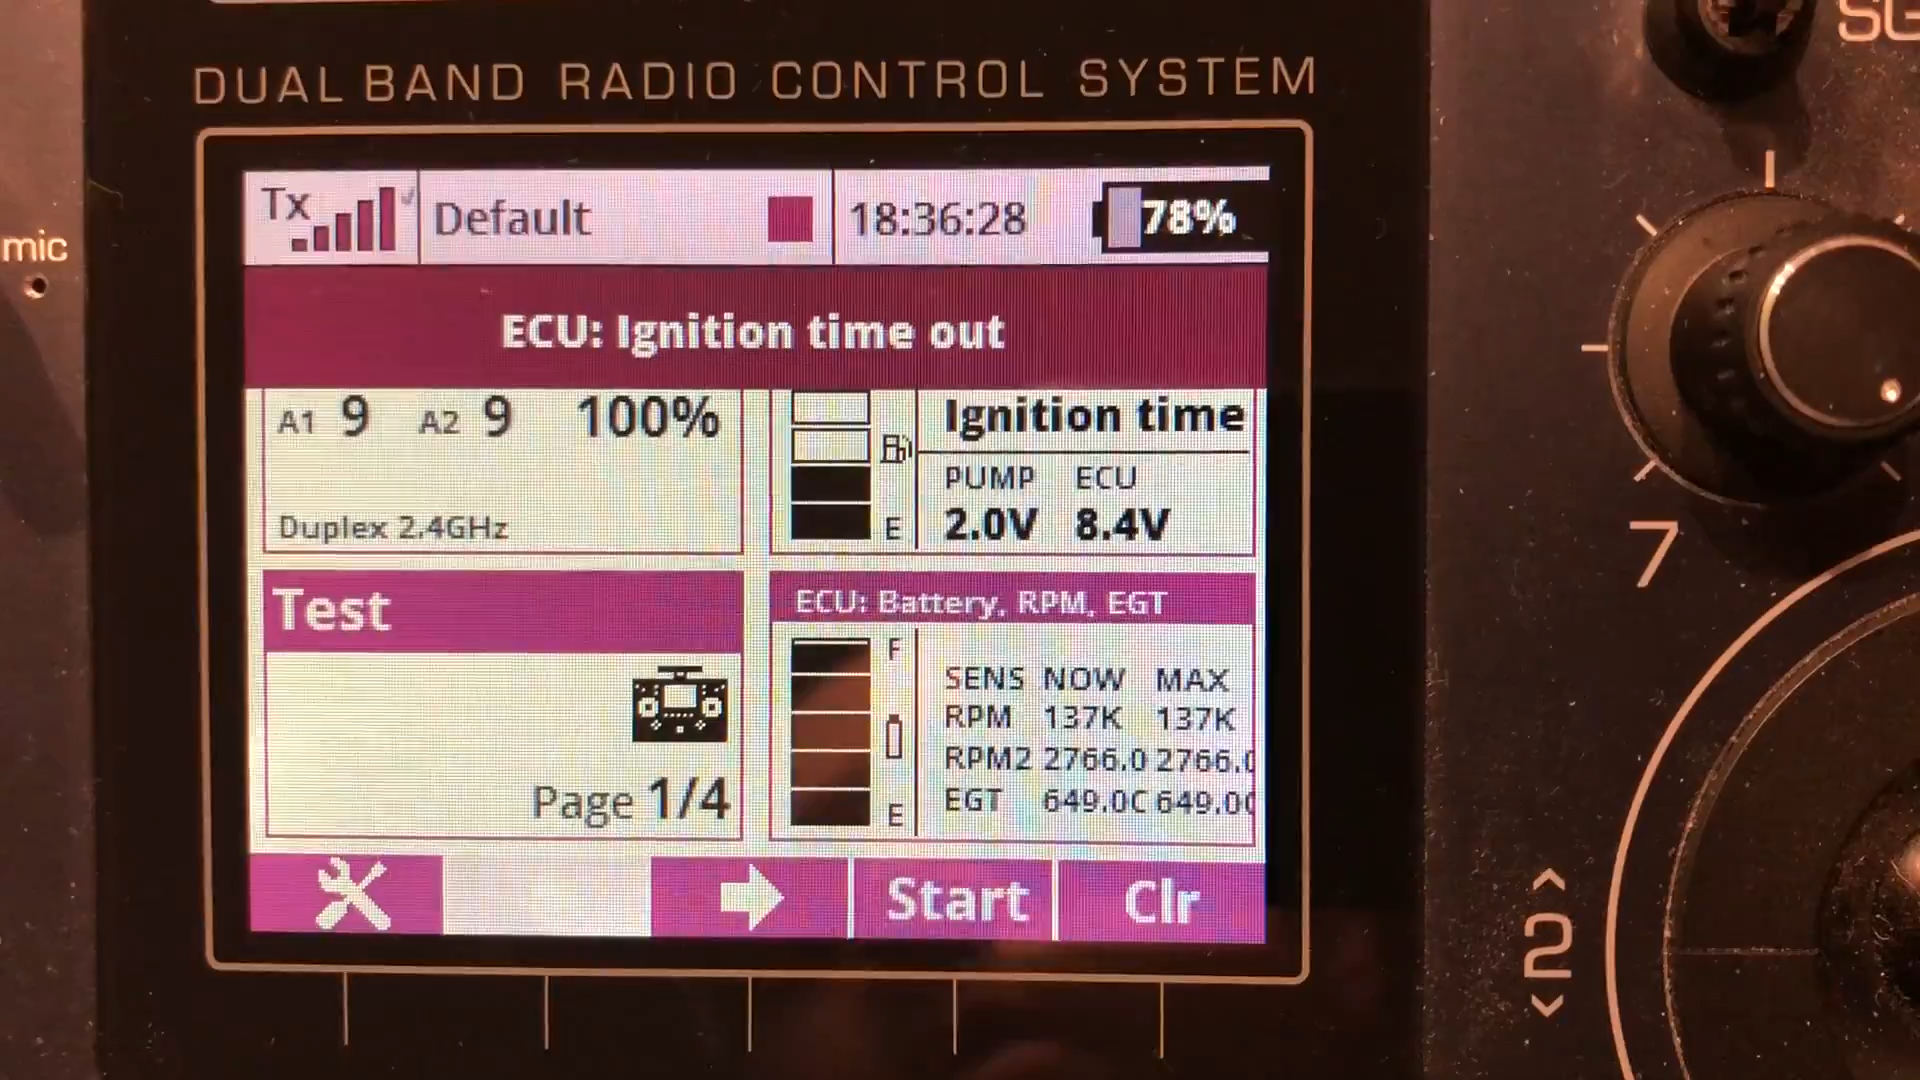 SG
DUAL BAND RADIO CONTROL SYSTEM
mic
Tx Default 18:36:28 78%
ECU: Ignition time out
A1 9 A2 9 100%
Duplex 2.4GHz
Ignition time
PUMP ECU
2.0V 8.4V
E
Test
Page 1/4
ECU: Battery, RPM, EGT
F
E
SENS NOW MAX
RPM 137K 137K
RPM2 2766.0 2766.0
EGT 649.0C 649.0C
Start Clr
7
2